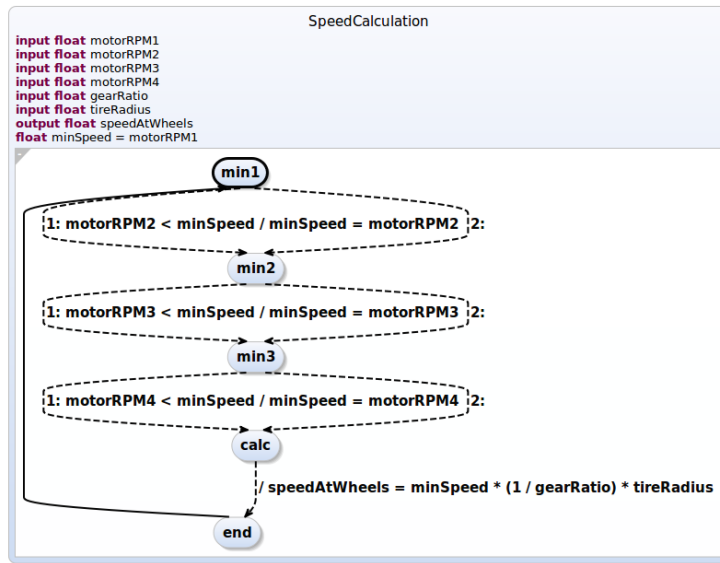 SpeedCalculation
input float motorRPM1
input float motorRPM2
input float motorRPM3
input float motorRPM4
input float gearRatio
input float tireRadius
output float speedAtWheels
float minSpeed = motorRPM1
-
min1
1: motorRPM2 < minSpeed / minSpeed = motorRPM2 2:
min2
1: motorRPM3 < minSpeed / minSpeed = motorRPM3 2:
min3
1: motorRPM4 < minSpeed / minSpeed = motorRPM4 2:
calc
/ speedAtWheels = minSpeed * (1 / gearRatio) * tireRadius
end